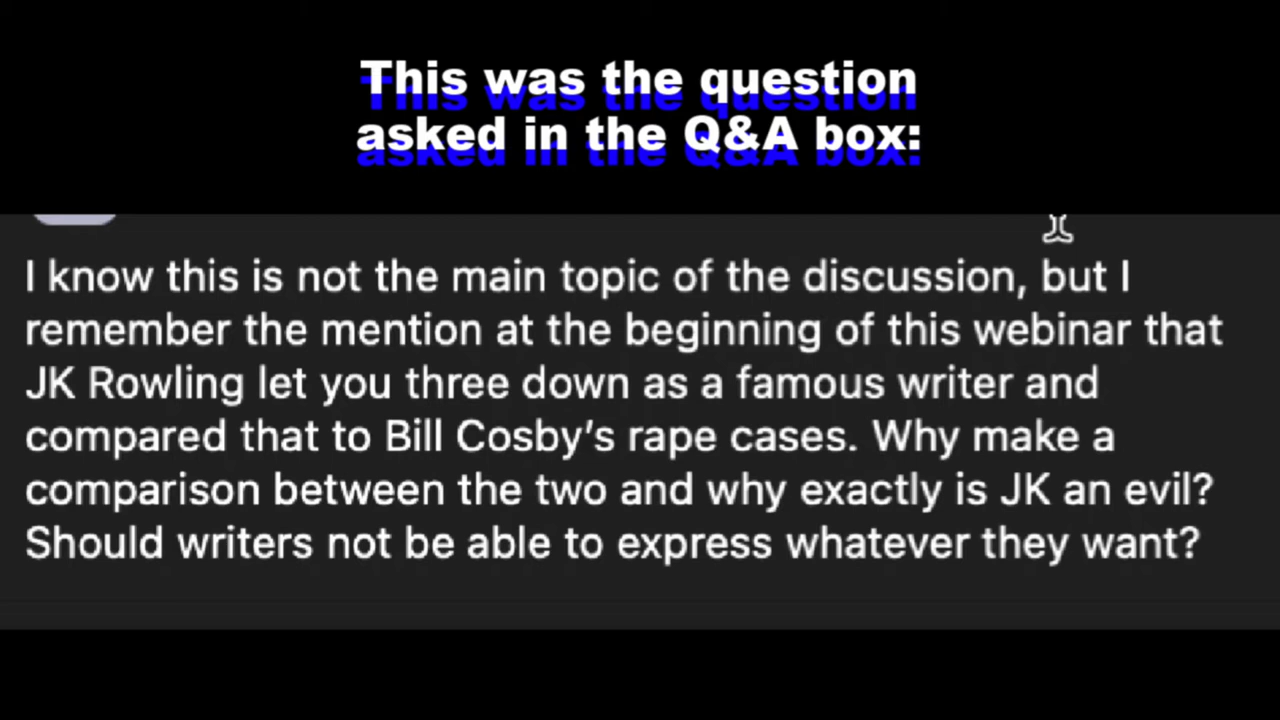 This was the question
asked in the Q&A box:
I know this is not the main topic of the discussion, but I
remember the mention at the beginning of this webinar that
JK Rowling let you three down as a famous writer and
compared that to Bill Cosby's rape cases. Why make a
comparison between the two and why exactly is JK an evil?
Should writers not be able to express whatever they want?